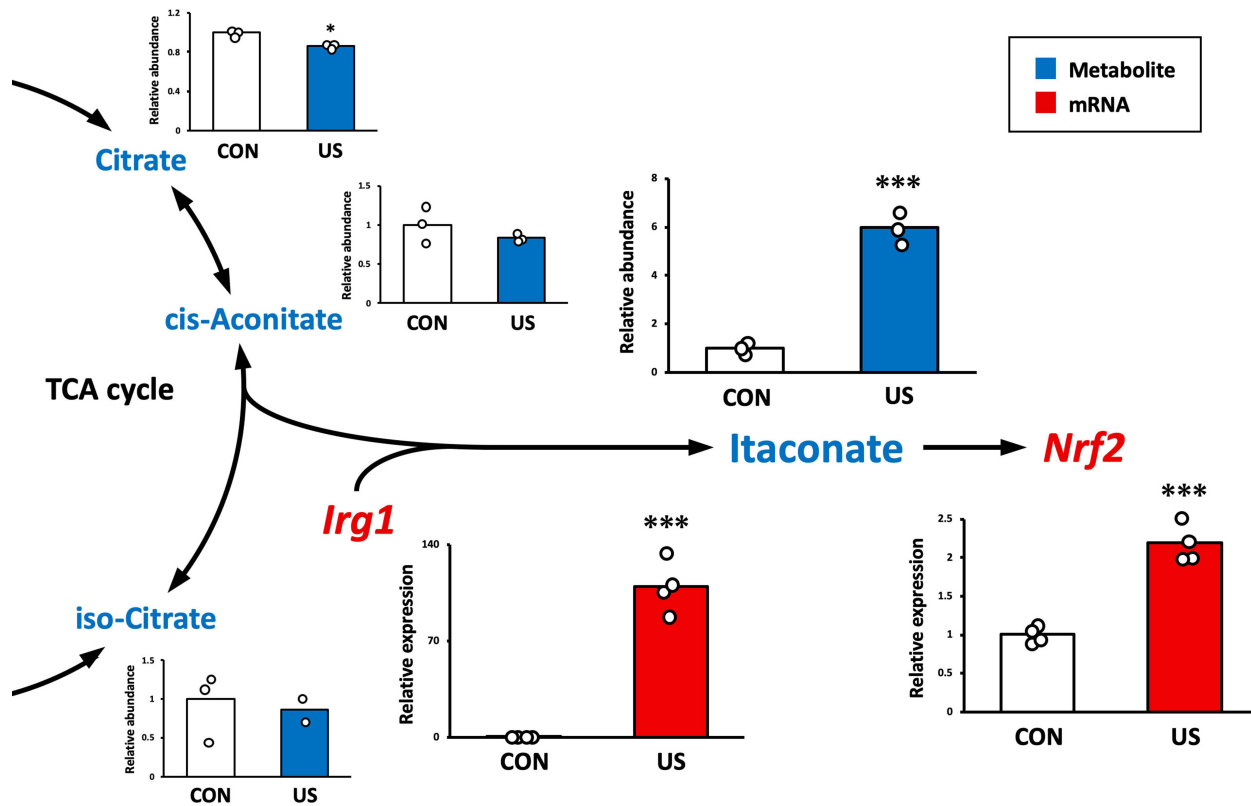 1.2
0.8
0.4
0
Relative abundance
*
CON
US
Metabolite
mRNA
Citrate
1.5
1
0.5
0
Relative abundance
CON
US
8
6
4
2
0
Relative abundance
***
CON
US
cis-Aconitate
TCA cycle
Itaconate
Nrf2
Irg1
140
70
0
Relative expression
***
CON
US
2.5
2
1.5
1
0.5
0
Relative expression
***
CON
US
iso-Citrate
1.5
1
0.5
0
Relative abundance
CON
US